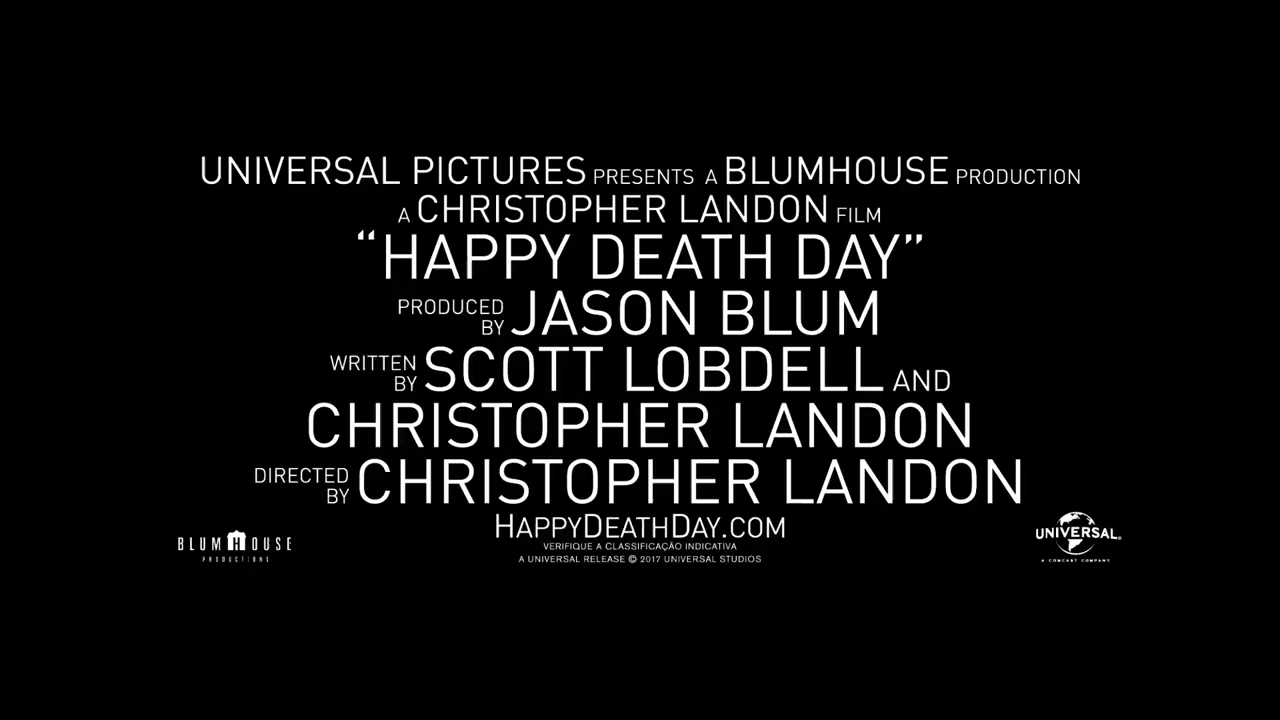 UNIVERSAL PICTURES PRESENTS A BLUMHOUSE PRODUCTION
A CHRISTOPHER LANDON FILM
“HAPPY DEATH DAY”
PRODUCED BY JASON BLUM
WRITTEN BY SCOTT LOBDELL AND
CHRISTOPHER LANDON
DIRECTED BY CHRISTOPHER LANDON
HAPPYDEATHDAY.COM
VERIFIQUE A CLASSIFICAÇÃO INDICATIVA
A UNIVERSAL RELEASE © 2017 UNIVERSAL STUDIOS
BLUMHOUSE
PRODUCTIONS
UNIVERSAL®
A COMCAST COMPANY